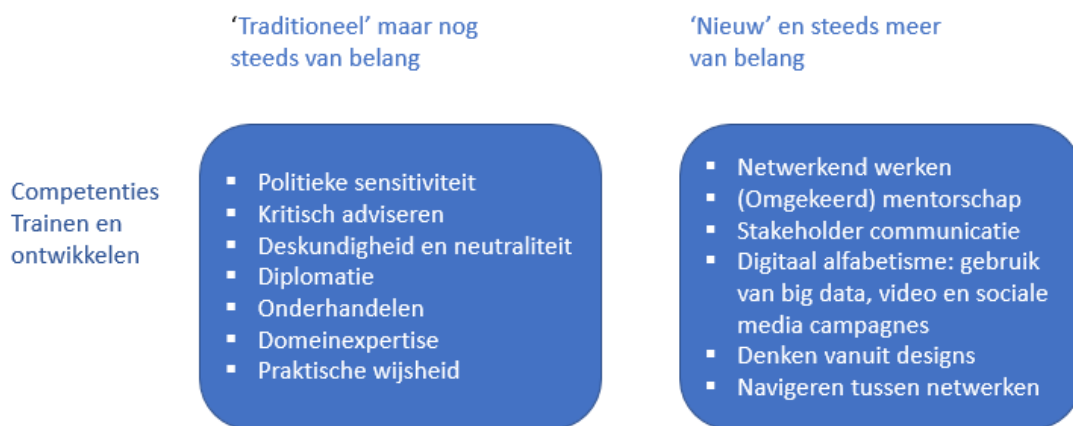 ‘Traditioneel’ maar nog
steeds van belang
‘Nieuw’ en steeds meer
van belang
Competenties
Trainen en
ontwikkelen
▪ Politieke sensitiviteit
▪ Kritisch adviseren
▪ Deskundigheid en neutraliteit
▪ Diplomatie
▪ Onderhandelen
▪ Domeinexpertise
▪ Praktische wijsheid
▪ Netwerkend werken
▪ (Omgekeerd) mentorschap
▪ Stakeholder communicatie
▪ Digitaal alfabetisme: gebruik
van big data, video en sociale
media campagnes
▪ Denken vanuit designs
▪ Navigeren tussen netwerken